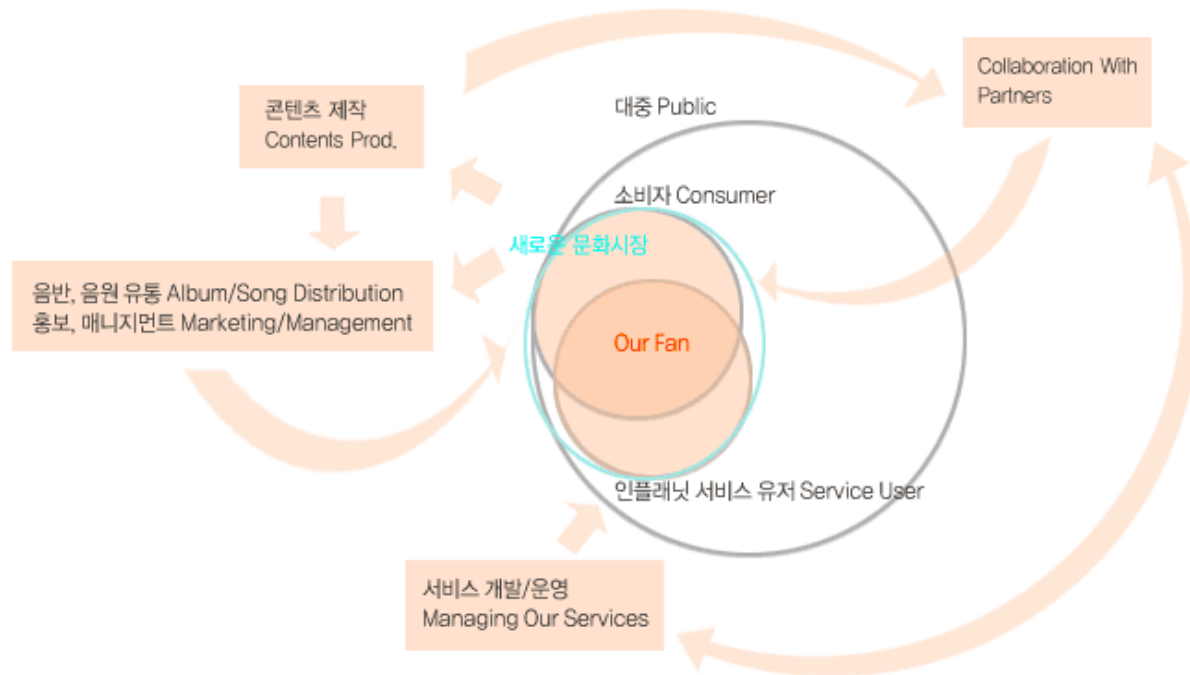 Collaboration With
Partners
콘텐츠 제작
Contents Prod.
대중 Public
소비자 Consumer
새로운 문화시장
음반, 음원 유통 Album/Song Distribution
홍보, 매니지먼트 Marketing/Management
Our Fan
인플래닛 서비스 유저 Service User
서비스 개발/운영
Managing Our Services